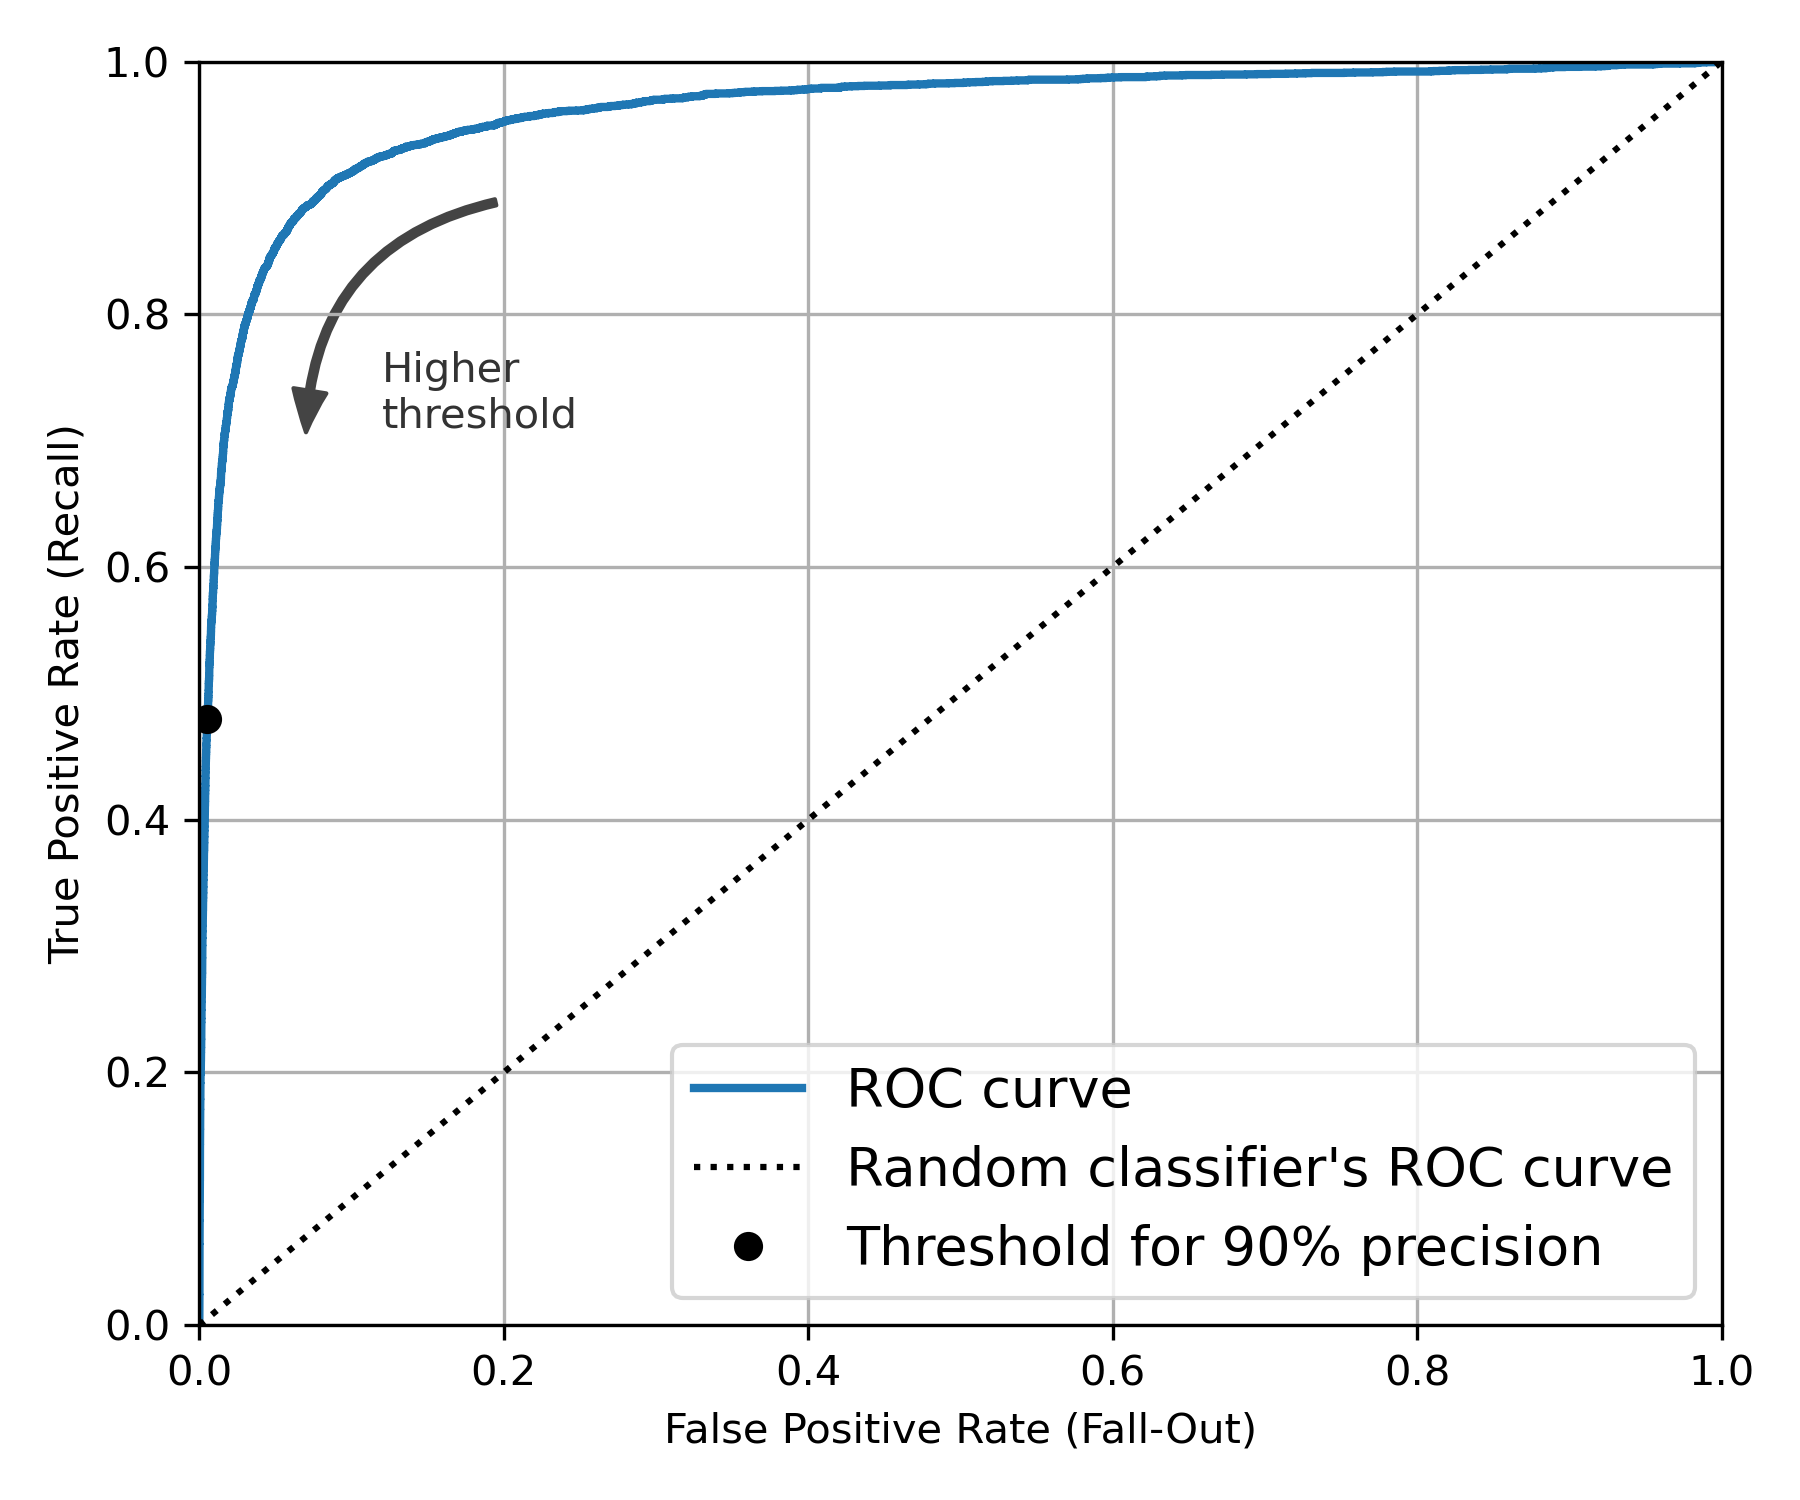 1.0
0.8
0.6
0.4
0.2
0.0
True Positive Rate (Recall)
Higher
threshold
ROC curve
Random classifier's ROC curve
Threshold for 90% precision
0.0 0.2 0.4 0.6 0.8 1.0
False Positive Rate (Fall-Out)